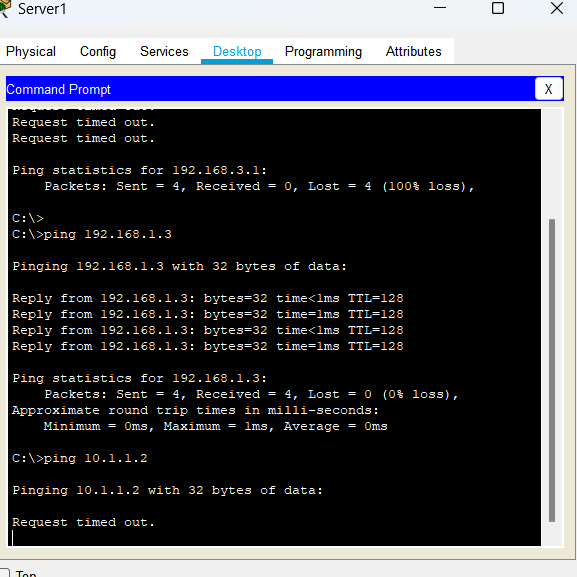 Server1
Physical Config Services Desktop Programming Attributes
Command Prompt X
Request timed out.
Request timed out.
Ping statistics for 192.168.3.1:
Packets: Sent = 4, Received = 0, Lost = 4 (100% loss),
C:\>
C:\>ping 192.168.1.3
Pinging 192.168.1.3 with 32 bytes of data:
Reply from 192.168.1.3: bytes=32 time<1ms TTL=128
Reply from 192.168.1.3: bytes=32 time=1ms TTL=128
Reply from 192.168.1.3: bytes=32 time<1ms TTL=128
Reply from 192.168.1.3: bytes=32 time=1ms TTL=128
Ping statistics for 192.168.1.3:
Packets: Sent = 4, Received = 4, Lost = 0 (0% loss),
Approximate round trip times in milli-seconds:
Minimum = 0ms, Maximum = 1ms, Average = 0ms
C:\>ping 10.1.1.2
Pinging 10.1.1.2 with 32 bytes of data:
Request timed out.
Top